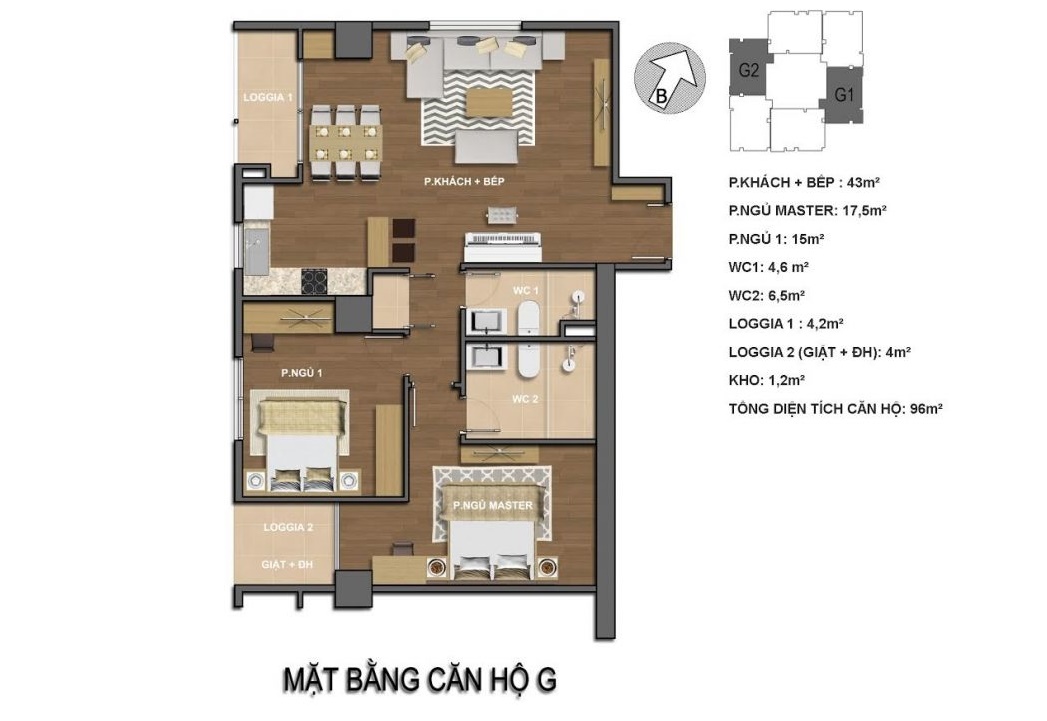 LOGGIA 1
P.KHÁCH + BẾP
WC 1
P.NGỦ 1
WC 2
P.NGỦ MASTER
LOGGIA 2
GIẶT + ĐH
B
G2
G1
P.KHÁCH + BẾP : 43m²
P.NGỦ MASTER: 17,5m²
P.NGỦ 1: 15m²
WC1: 4,6 m²
WC2: 6,5m²
LOGGIA 1 : 4,2m²
LOGGIA 2 (GIẶT + ĐH): 4m²
KHO: 1,2m²
TỔNG DIỆN TÍCH CĂN HỘ: 96m²
MẶT BẰNG CĂN HỘ G